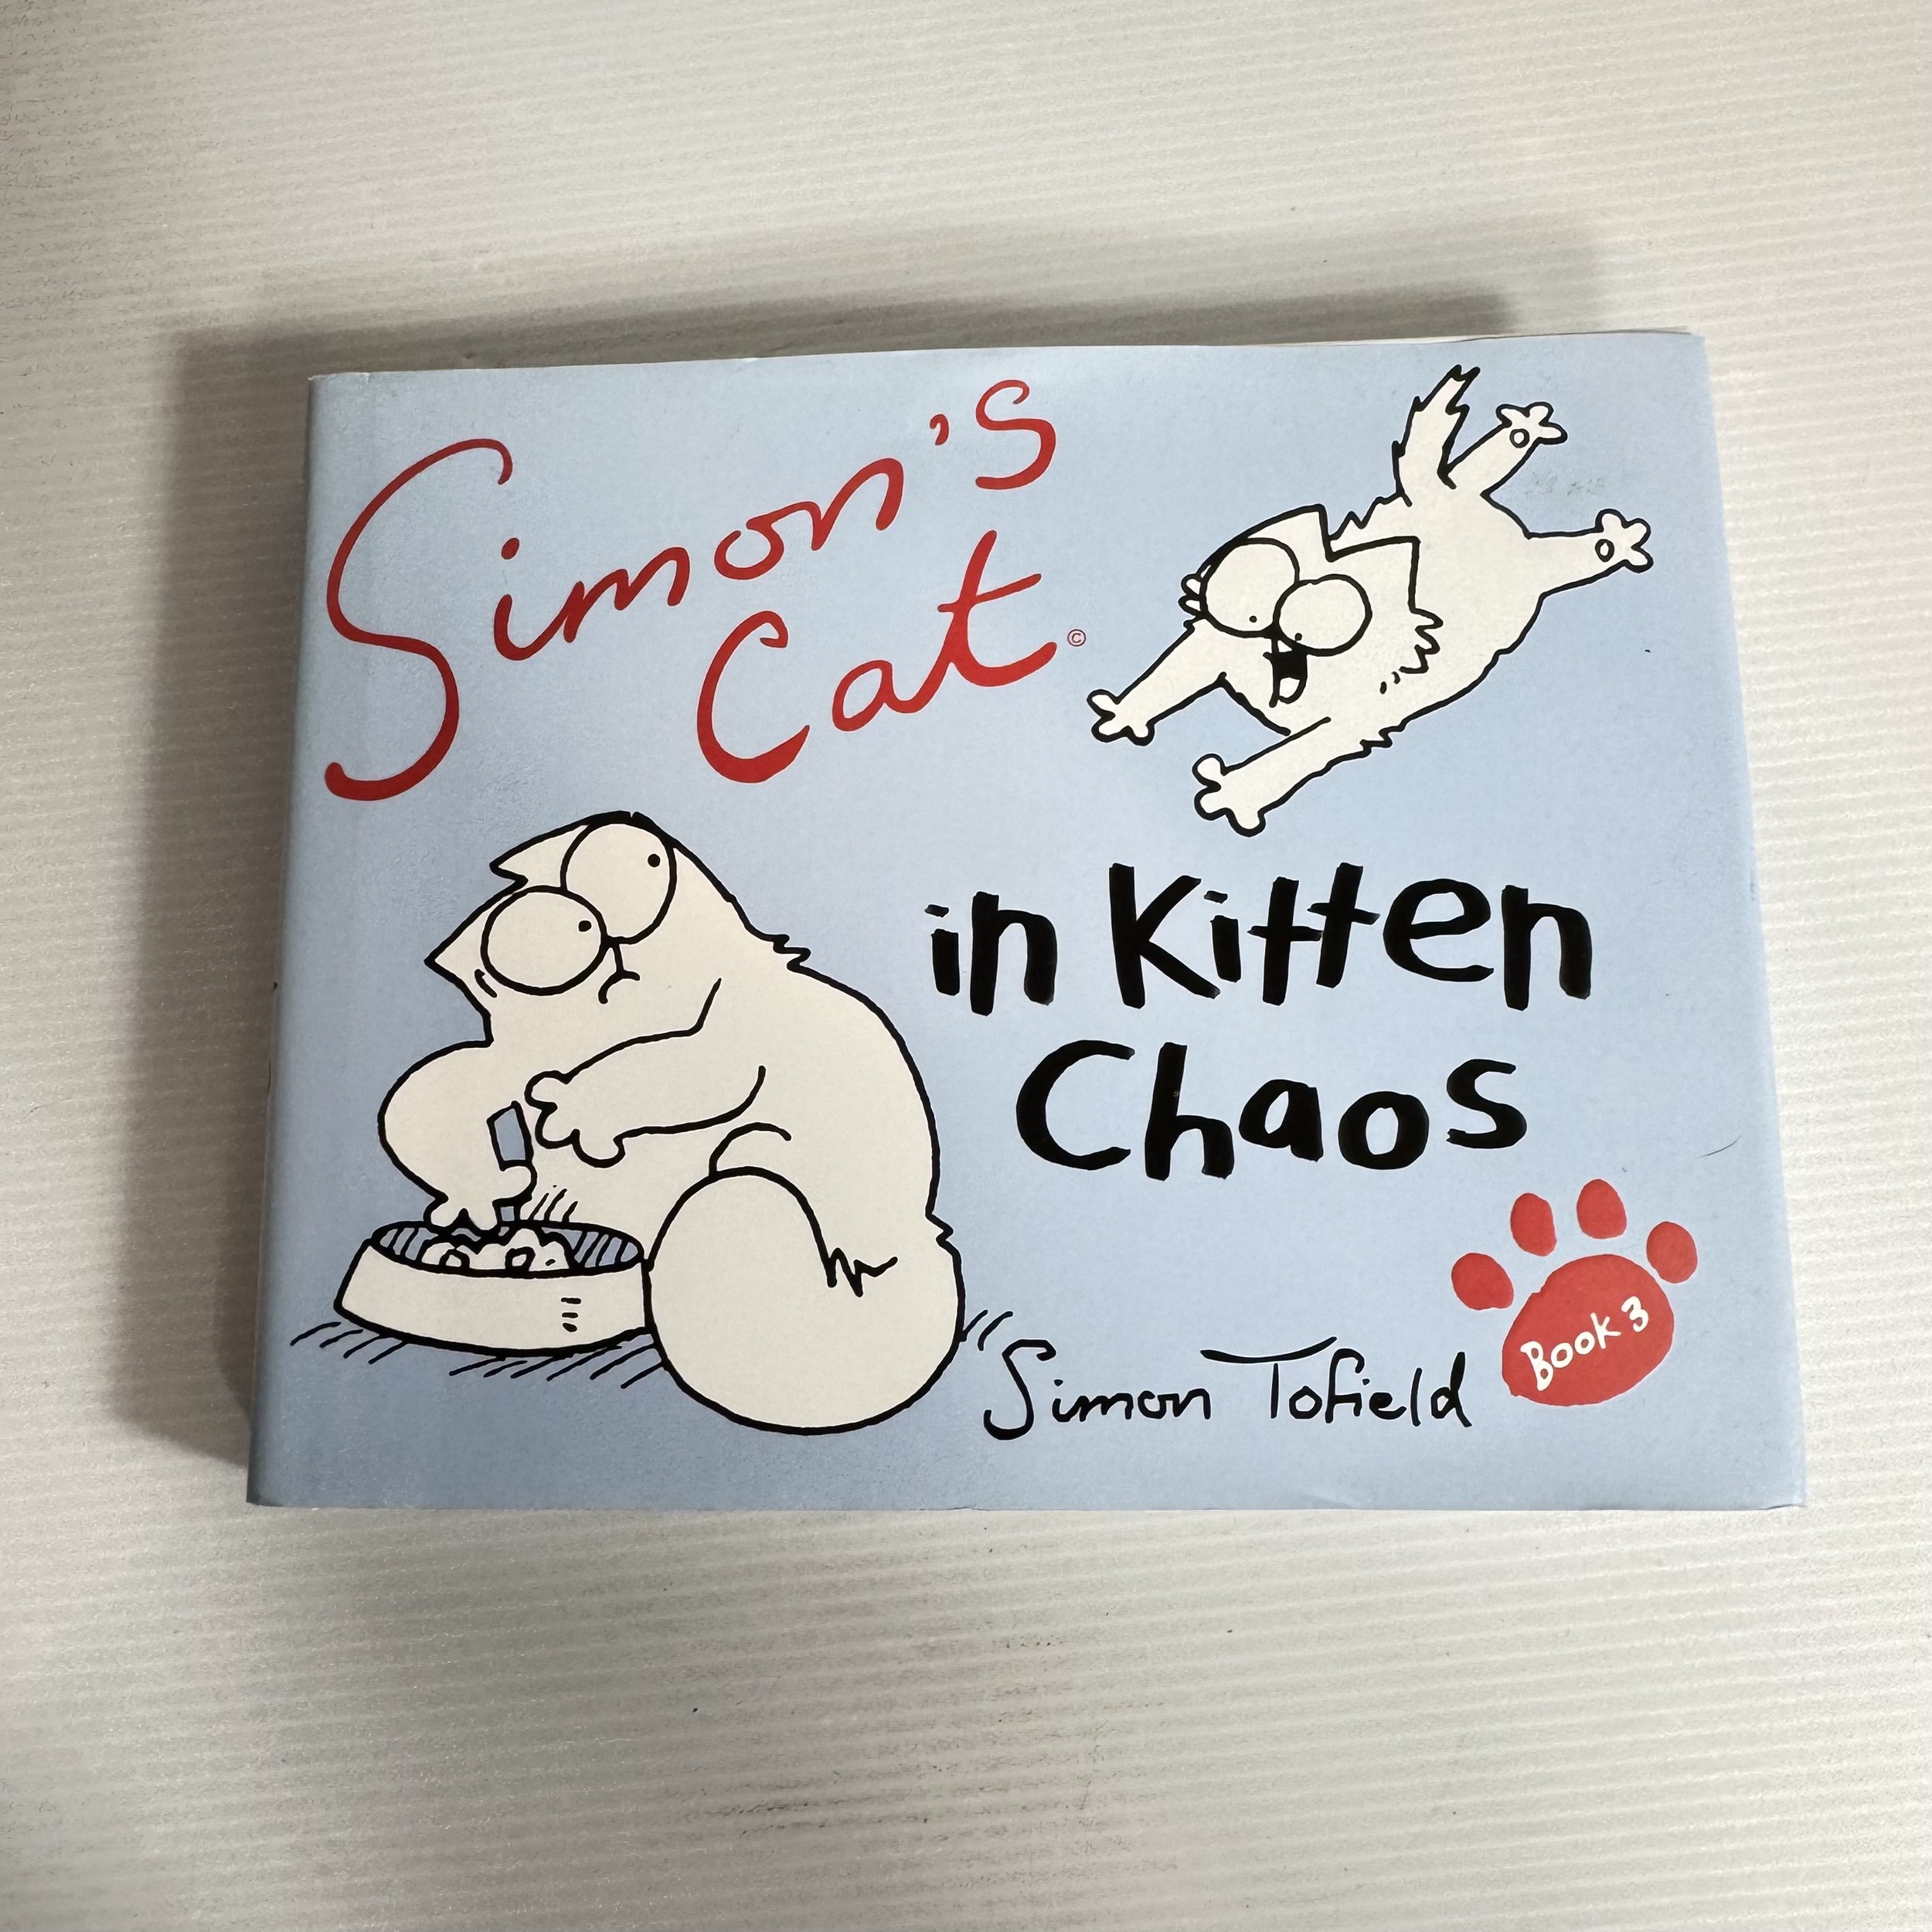 Simon's
Cat©
in Kitten
Chaos
Simon Tofield
Book 3